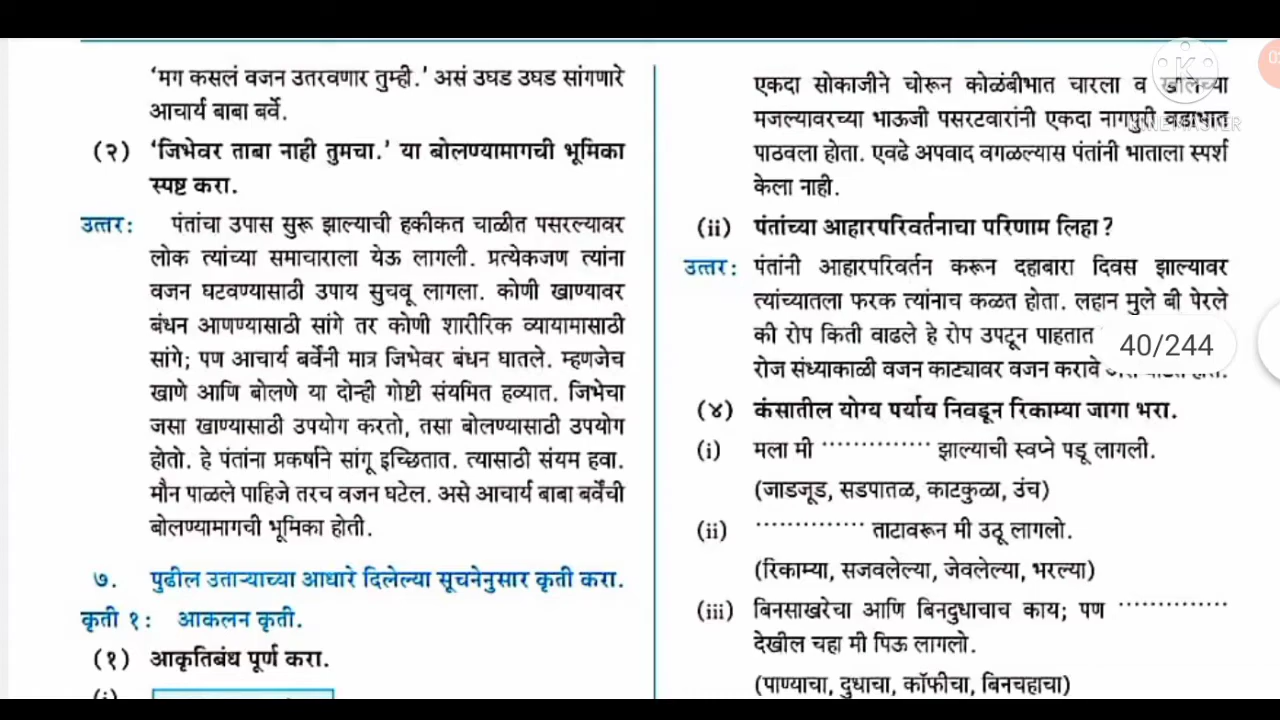 'मग कसलं वजन उतरवणार तुम्ही.' असं उघड उघड सांगणारे
आचार्य बाबा बर्वे.
(२) 'जिभेवर ताबा नाही तुमचा.' या बोलण्यामागची भूमिका
स्पष्ट करा.
उत्तर: पंतांचा उपास सुरू झाल्याची हकीकत चाळीत पसरल्यावर
लोक त्यांच्या समाचाराला येऊ लागली. प्रत्येकजण त्यांना
वजन घटवण्यासाठी उपाय सुचवू लागला. कोणी खाण्यावर
बंधन आणण्यासाठी सांगे तर कोणी शारीरिक व्यायामासाठी
सांगे; पण आचार्य बर्वेंनी मात्र जिभेवर बंधन घातले. म्हणजेच
खाणे आणि बोलणे या दोन्ही गोष्टी संयमित हव्यात. जिभेचा
जसा खाण्यासाठी उपयोग करतो, तसा बोलण्यासाठी उपयोग
होतो. हे पंतांना प्रकर्षाने सांगू इच्छितात. त्यासाठी संयम हवा.
मौन पाळले पाहिजे तरच वजन घटेल. असे आचार्य बाबा बर्वेंची
बोलण्यामागची भूमिका होती.
७. पुढील उताऱ्याच्या आधारे दिलेल्या सूचनेनुसार कृती करा.
कृती १: आकलन कृती.
(१) आकृतिबंध पूर्ण करा.
(i)
एकदा सोकाजीने चोरून कोळंबीभात चारला व खालच्या
मजल्यावरच्या भाऊजी पसरटवारांनी एकदा नागपुरी वडाभात
KINEMASTER
पाठवला होता. एवढे अपवाद वगळल्यास पंतांनी भाताला स्पर्श
केला नाही.
(ii) पंतांच्या आहारपरिवर्तनाचा परिणाम लिहा?
उत्तर: पंतांनी आहारपरिवर्तन करून दहाबारा दिवस झाल्यावर
त्यांच्यातला फरक त्यांनाच कळत होता. लहान मुले बी पेरले
की रोप किती वाढले हे रोप उपटून पाहतात
40/244
रोज संध्याकाळी वजन काट्यावर वजन करावे
(४) कंसातील योग्य पर्याय निवडून रिकाम्या जागा भरा.
(i) मला मी .............. झाल्याची स्वप्ने पडू लागली.
(जाडजूड, सडपातळ, काटकुळा, उंच)
(ii) .............. ताटावरून मी उठू लागलो.
(रिकाम्या, सजवलेल्या, जेवलेल्या, भरल्या)
(iii) बिनसाखरेचा आणि बिनदुधाचाच काय; पण ..............
देखील चहा मी पिऊ लागलो.
(पाण्याचा, दुधाचा, कॉफीचा, बिनचहाचा)